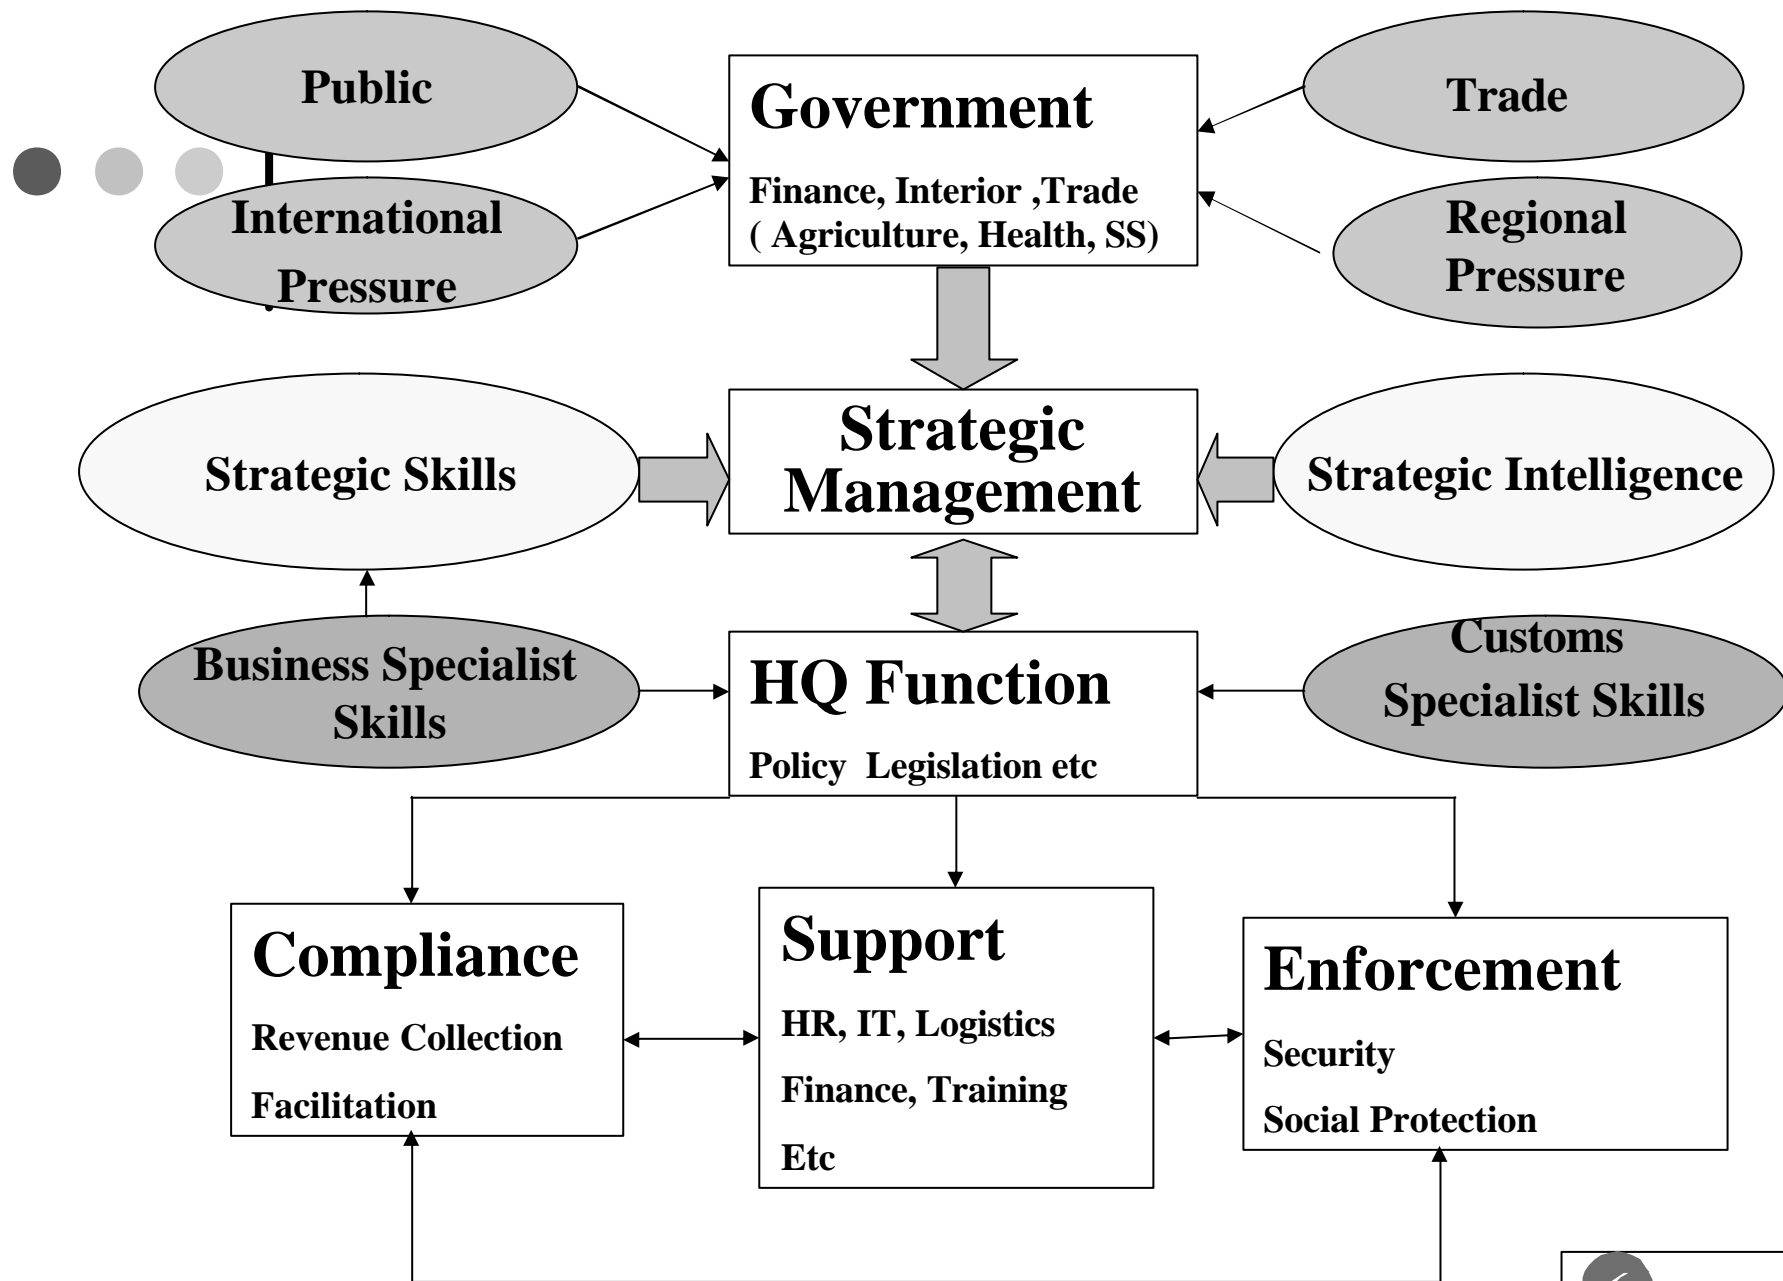 Public
Government
Trade
Finance, Interior ,Trade
( Agriculture, Health, SS)
International
Pressure
Regional
Pressure
Strategic Skills
Strategic
Management
Strategic Intelligence
Business Specialist
Skills
HQ Function
Policy Legislation etc
Customs
Specialist Skills
Compliance
Revenue Collection
Facilitation
Support
HR, IT, Logistics
Finance, Training
Etc
Enforcement
Security
Social Protection